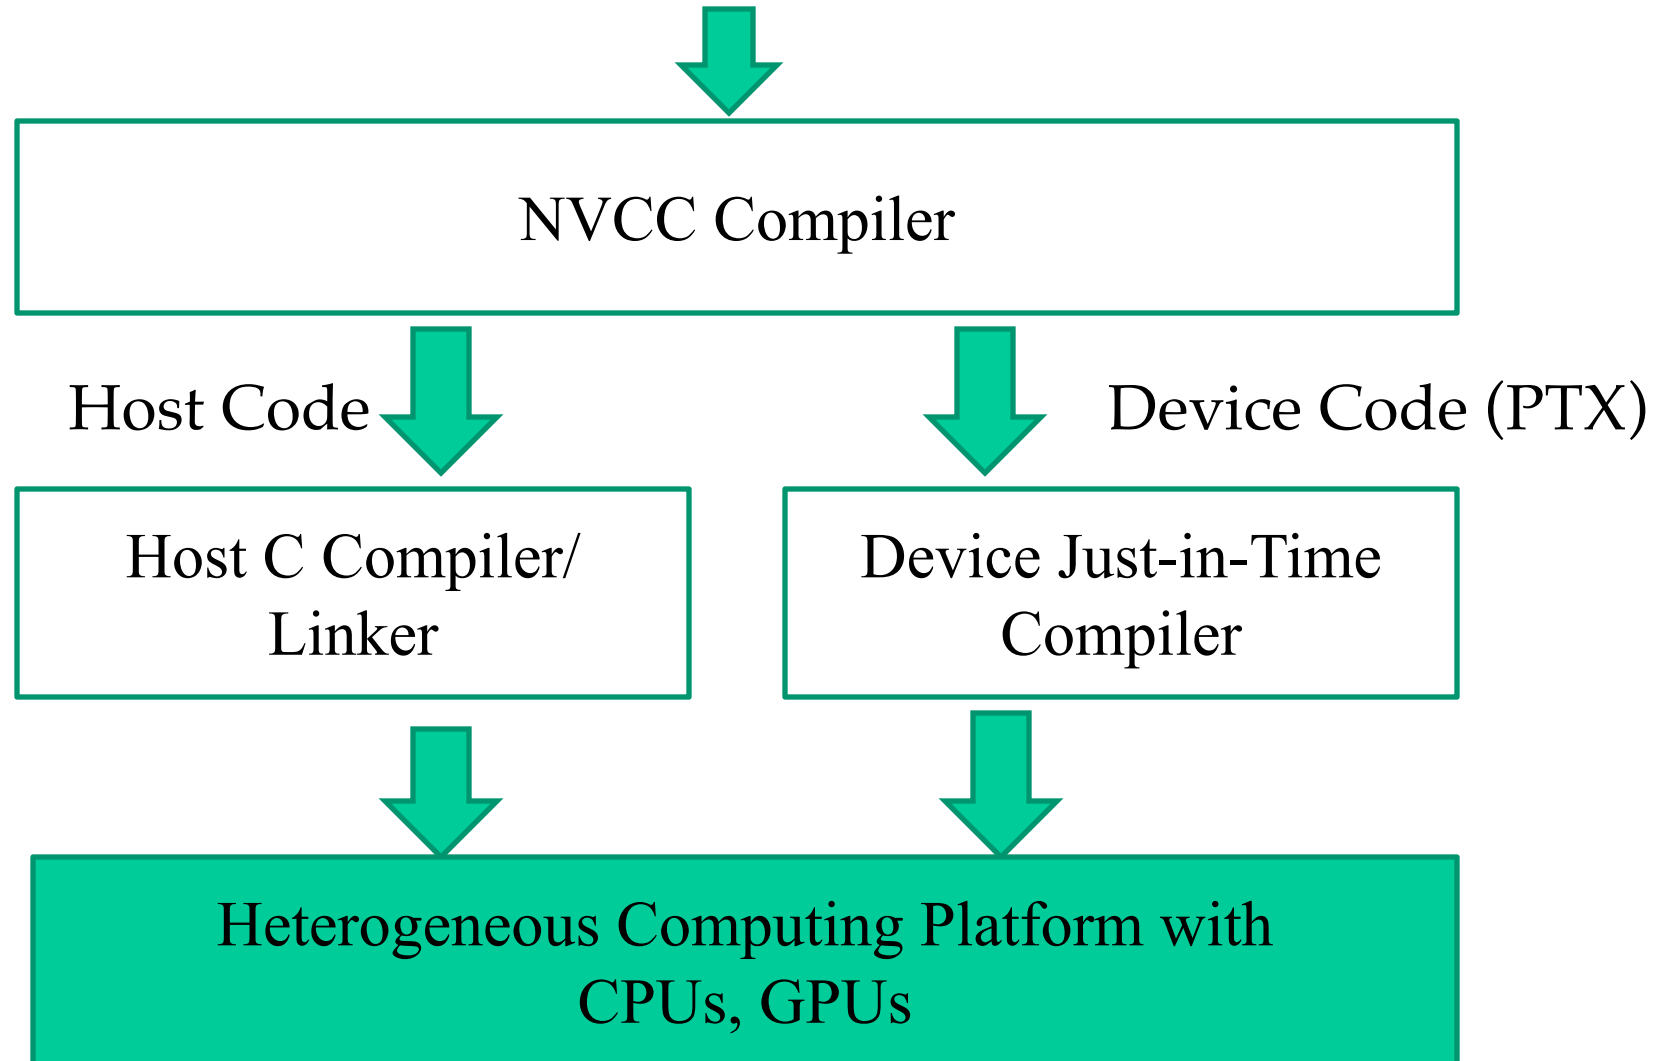 NVCC Compiler
Host Code
Device Code (PTX)
Host C Compiler/
Linker
Device Just-in-Time
Compiler
Heterogeneous Computing Platform with
CPUs, GPUs